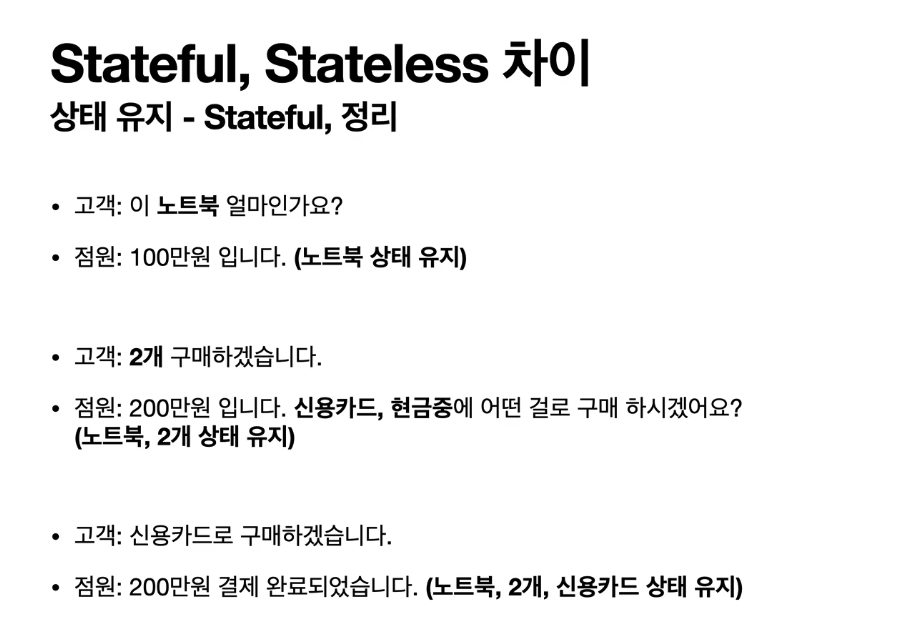 Stateful, Stateless 차이
상태 유지 - Stateful, 정리
• 고객: 이 노트북 얼마인가요?
• 점원: 100만원 입니다. (노트북 상태 유지)
• 고객: 2개 구매하겠습니다.
• 점원: 200만원 입니다. 신용카드, 현금중에 어떤 걸로 구매 하시겠어요?
(노트북, 2개 상태 유지)
• 고객: 신용카드로 구매하겠습니다.
• 점원: 200만원 결제 완료되었습니다. (노트북, 2개, 신용카드 상태 유지)